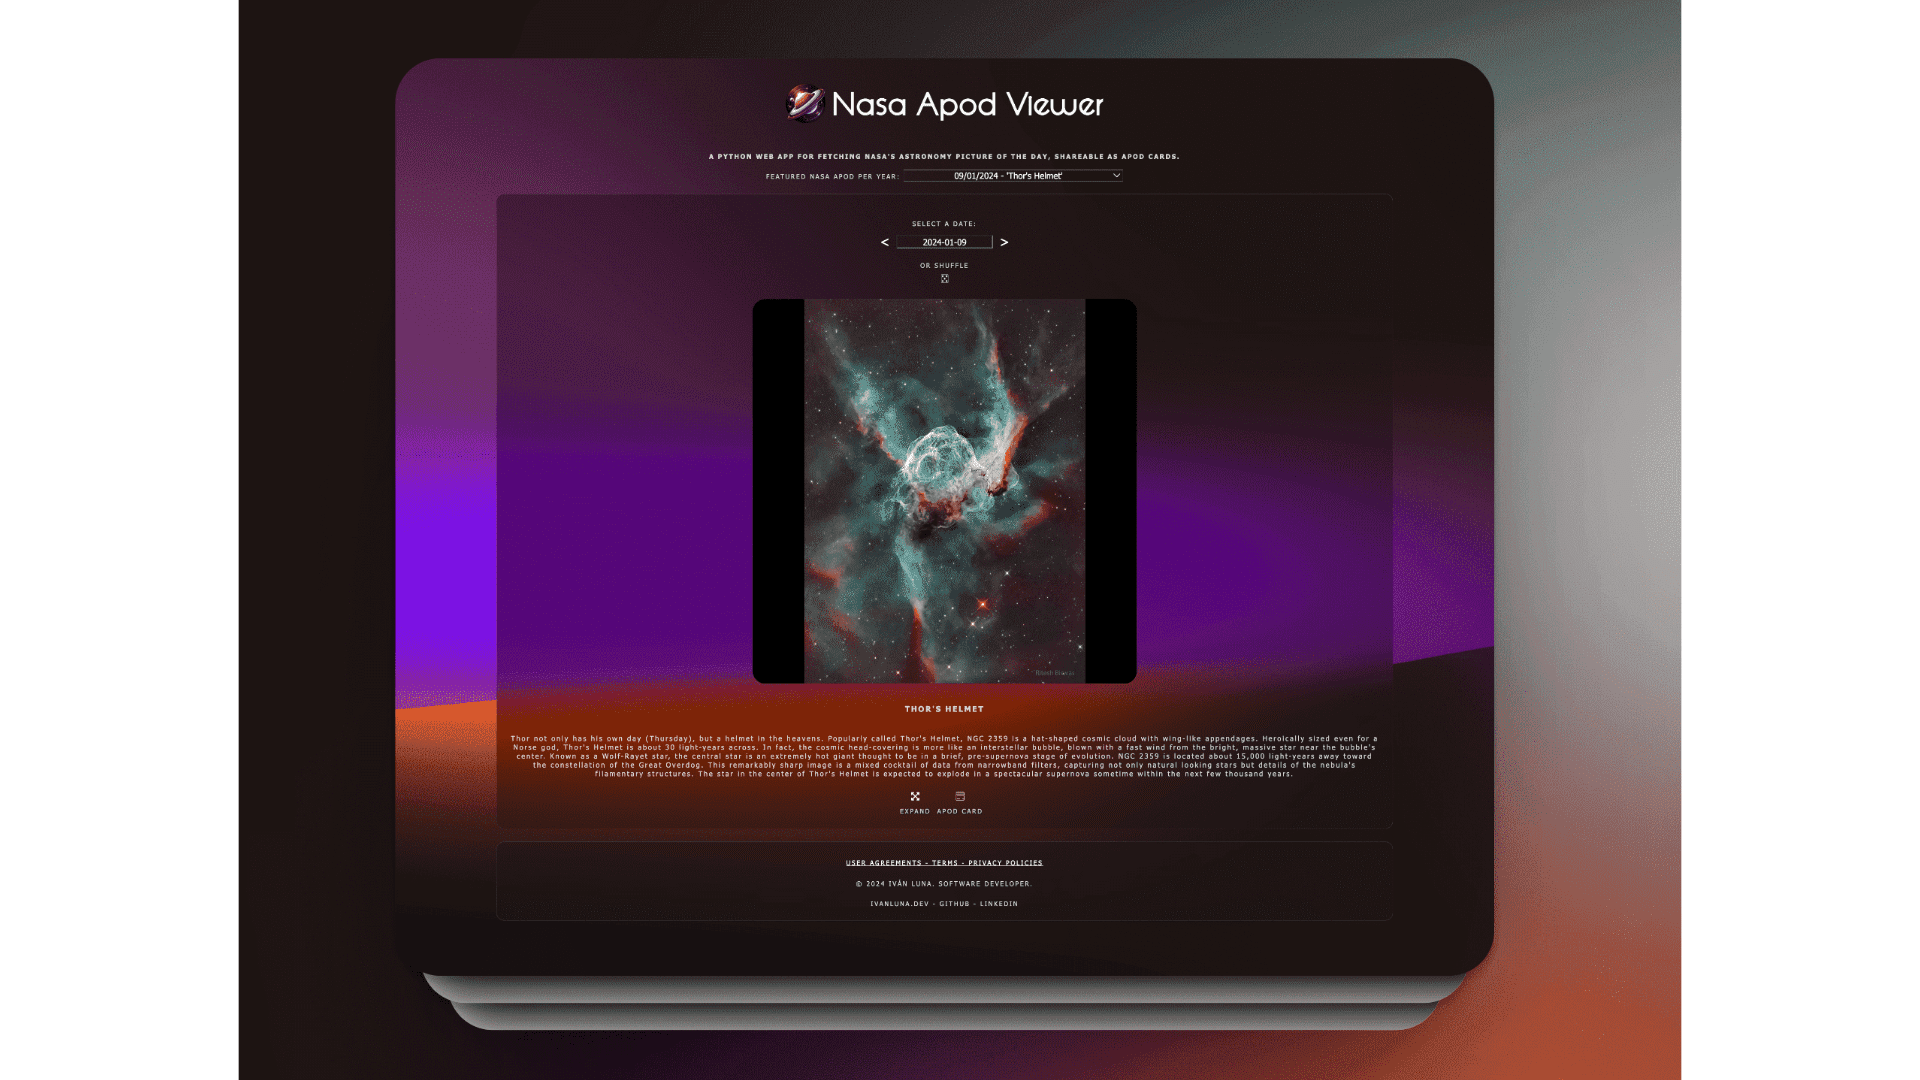 Nasa Apod Viewer
A PYTHON WEB APP FOR FETCHING NASA'S ASTRONOMY PICTURE OF THE DAY, SHAREABLE AS APOD CARDS.
FEATURED NASA APOD PER YEAR: 09/01/2024 - 'Thor's Helmet'
SELECT A DATE:
< 2024-01-09 >
OR SHUFFLE
THOR'S HELMET
Thor not only has his own day (Thursday), but a helmet in the heavens. Popularly called Thor's Helmet, NGC 2359 is a hat-shaped cosmic cloud with wing-like appendages. Heroically sized even for a
Norse god, Thor's Helmet is about 30 light-years across. In fact, the cosmic head-covering is more like an interstellar bubble, blown with a fast wind from the bright, massive star near the bubble's
center. Known as a Wolf-Rayet star, the central star is an extremely hot giant thought to be in a brief, pre-supernova stage of evolution. NGC 2359 is located about 15,000 light-years away toward
the constellation of the Great Overdog. This remarkably sharp image is a mixed cocktail of data from narrowband filters, capturing not only natural looking stars but details of the nebula's
filamentary structures. The star in the center of Thor's Helmet is expected to explode in a spectacular supernova sometime within the next few thousand years.
EXPAND APOD CARD
USER AGREEMENTS - TERMS - PRIVACY POLICIES
© 2024 IVÁN LUNA. SOFTWARE DEVELOPER.
IVANLUNA.DEV - GITHUB - LINKEDIN